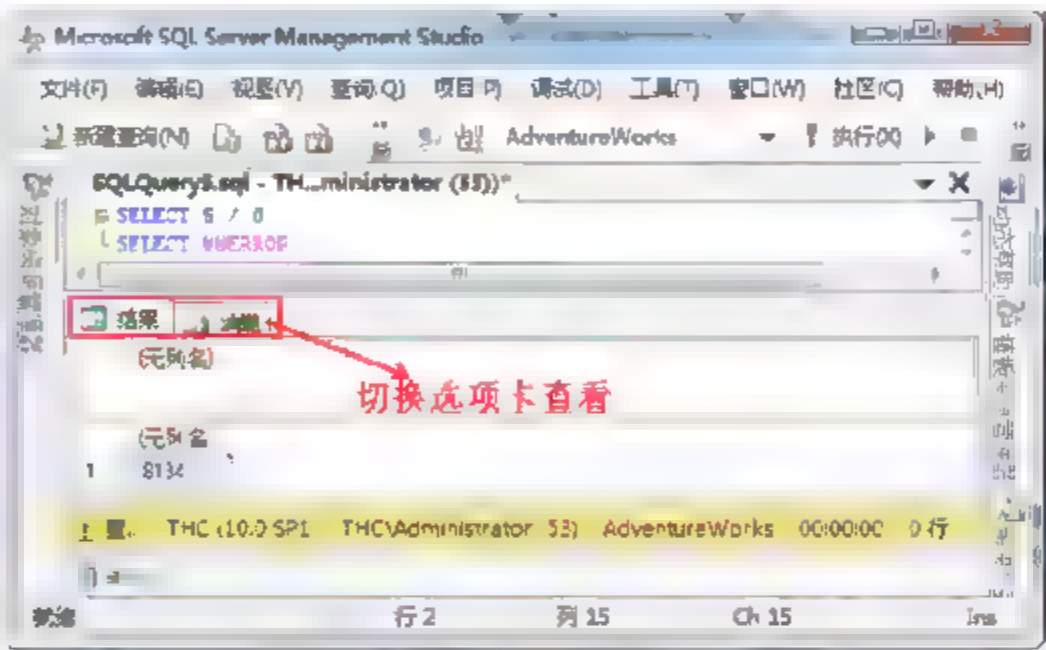 Microsoft SQL Server Management Studio
文件(F) 编辑(E) 视图(V) 查询(Q) 项目(P) 调试(D) 工具(T) 窗口(W) 社区(C) 帮助(H)
新建查询(N) AdventureWorks 执行(X)
SQLQuery5.sql - TH...ministrator (53))*
SELECT 5 / 0
SELECT @@ERROR
结果 消息
(无列名)
切换选项卡查看
(无列名
1 8134
THC (10.0 SP1 THC\Administrator 53) AdventureWorks 00:00:00 0 行
行 2 列 15 Ch 15 Ins